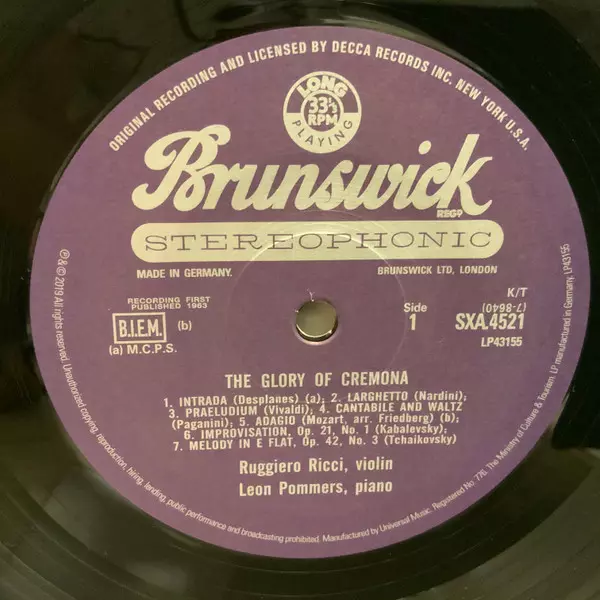 ORIGINAL RECORDING AND LICENSED BY DECCA RECORDS INC. NEW YORK U.S.A.
LONG
33⅓
RPM
PLAYING
Brunswick
REGD
STEREOPHONIC
MADE IN GERMANY.
BRUNSWICK LTD, LONDON
RECORDING FIRST
PUBLISHED 1963
B.I.E.M. (b)
(a) M.C.P.S.
Side
1
K/T
(7-8640)
SXA.4521
LP43155
THE GLORY OF CREMONA
1. INTRADA (Desplanes) (a); 2. LARGHETTO (Nardini);
3. PRAELUDIUM (Vivaldi); 4. CANTABILE AND WALTZ
(Paganini); 5. ADAGIO (Mozart, arr. Friedberg) (b);
6. IMPROVISATION, Op. 21, No. 1 (Kabalevsky);
7. MELODY IN E FLAT, Op. 42, No. 3 (Tchaikovsky)
Ruggiero Ricci, violin
Leon Pommers, piano
℗&© 2019 All rights reserved. Unauthorized copying, reproduction, hiring, lending, public performance and broadcasting prohibited. Manufactured by Universal Music. Registered No.: 776. The Ministry of Culture & Tourism. LP manufactured in Germany. LP43155